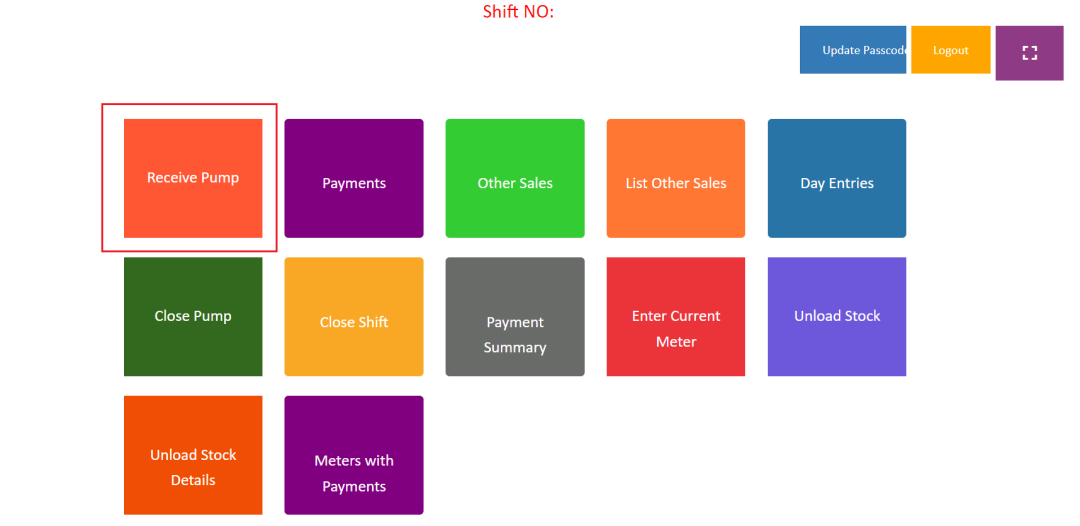 Shift NO:
Update Passcode
Logout
Receive Pump
Payments
Other Sales
List Other Sales
Day Entries
Close Pump
Close Shift
Payment
Summary
Enter Current
Meter
Unload Stock
Unload Stock
Details
Meters with
Payments